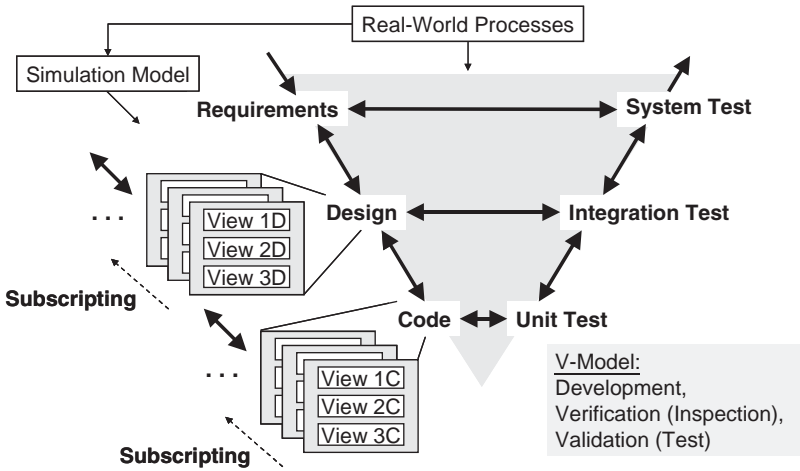 Real-World Processes
Simulation Model
Requirements
System Test
. . .
View 1D
View 2D
View 3D
Design
Integration Test
Subscripting
Code
Unit Test
. . .
View 1C
View 2C
View 3C
Subscripting
V-Model:
Development,
Verification (Inspection),
Validation (Test)